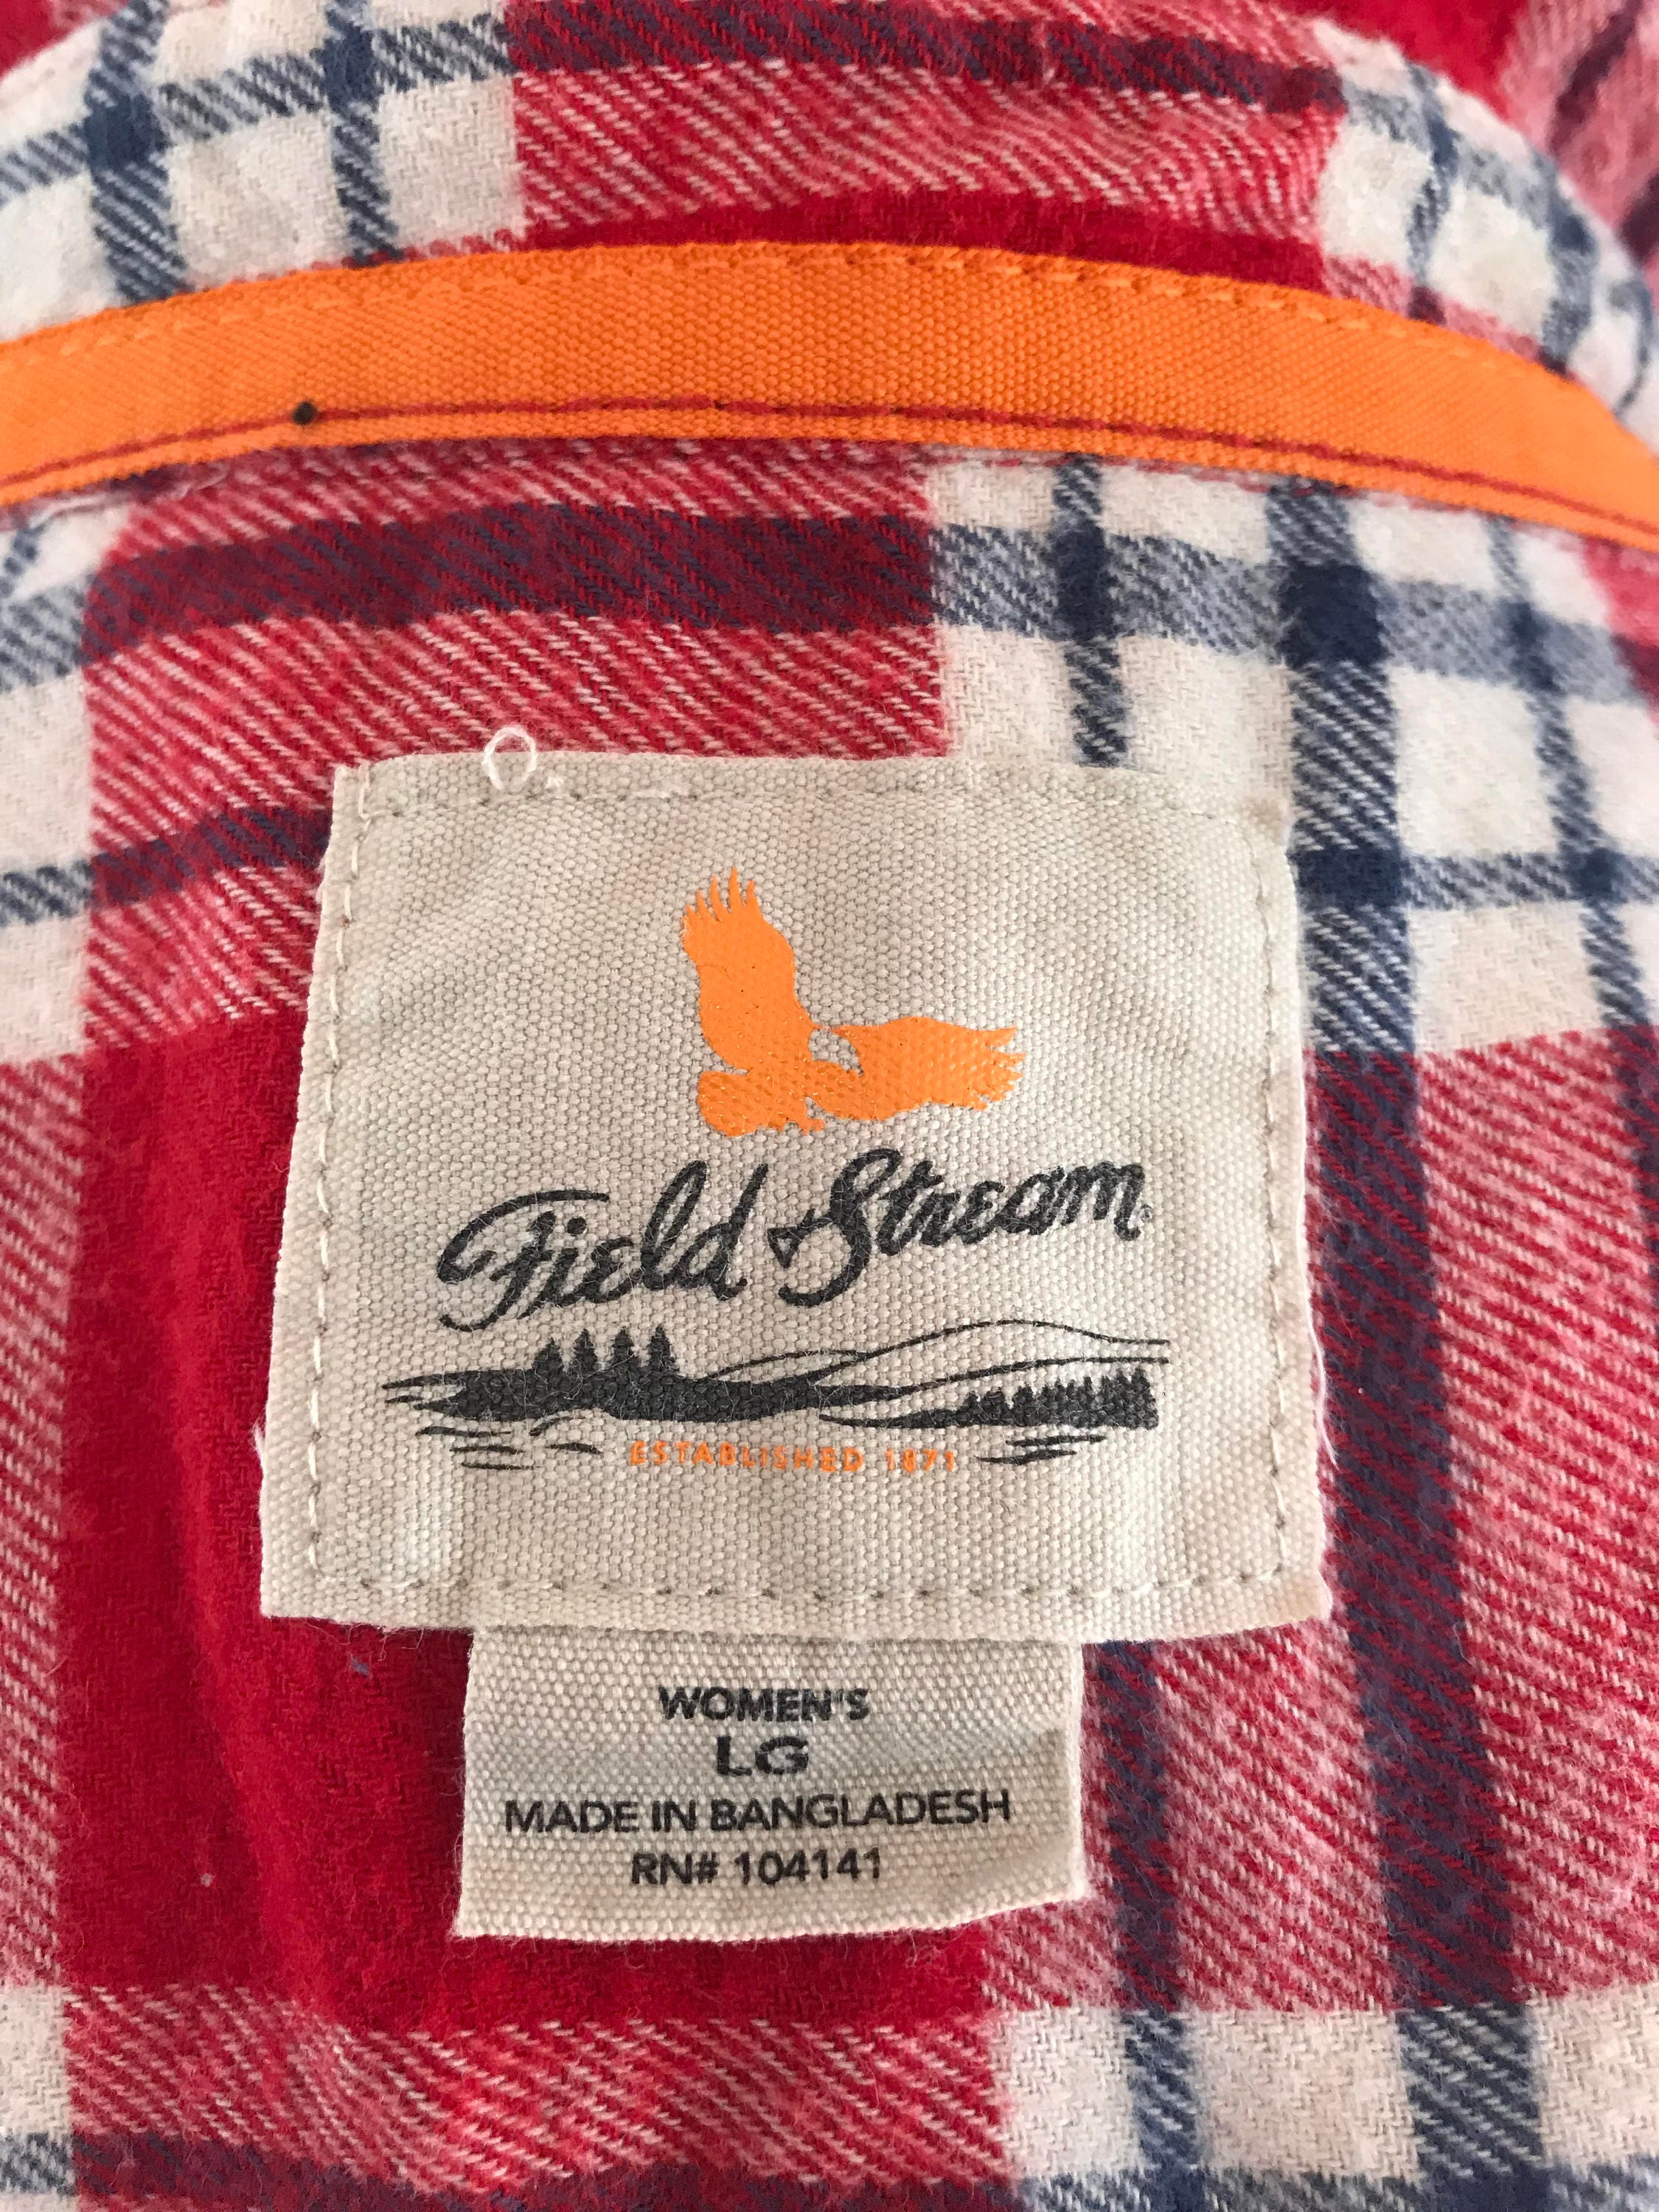 Field & Stream
ESTABLISHED 1871
WOMEN'S
LG
MADE IN BANGLADESH
RN# 104141